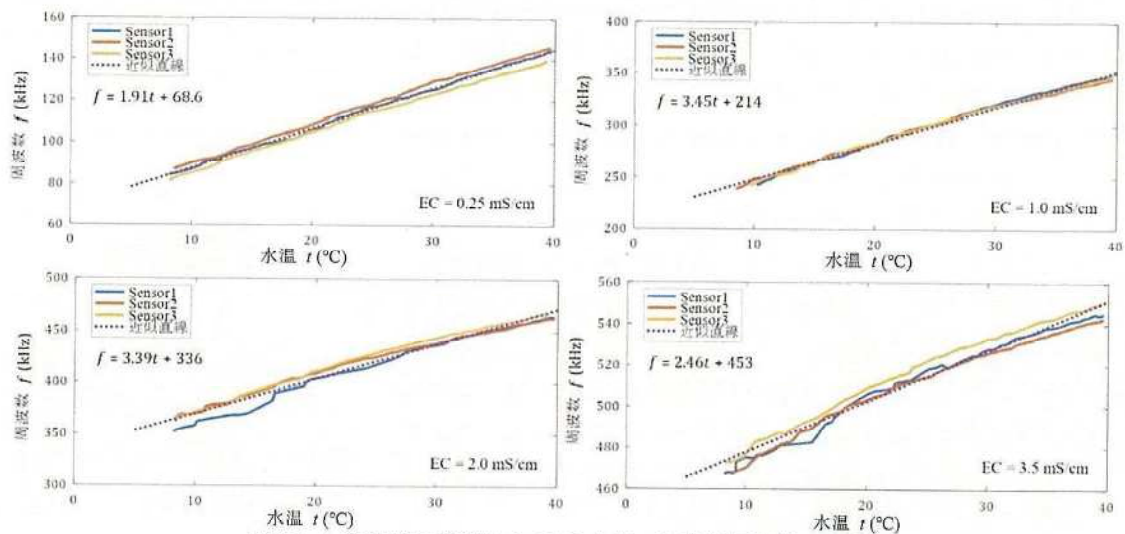 160
140
120
100
80
60
周波数 f (kHz)
Sensor1
Sensor2
Sensor3
近似直線
f = 1.91t + 68.6
EC = 0.25 mS/cm
0
10
20
30
40
水温 t (℃)
400
350
300
250
200
周波数 f (kHz)
Sensor1
Sensor2
Sensor3
近似直線
f = 3.45t + 214
EC = 1.0 mS/cm
0
10
20
30
40
水温 t (℃)
500
450
400
350
300
周波数 f (kHz)
Sensor1
Sensor2
Sensor3
近似直線
f = 3.39t + 336
EC = 2.0 mS/cm
0
10
20
30
40
水温 t (℃)
560
540
520
500
480
460
周波数 f (kHz)
Sensor1
Sensor2
Sensor3
近似直線
f = 2.46t + 453
EC = 3.5 mS/cm
0
10
20
30
40
水温 t (℃)